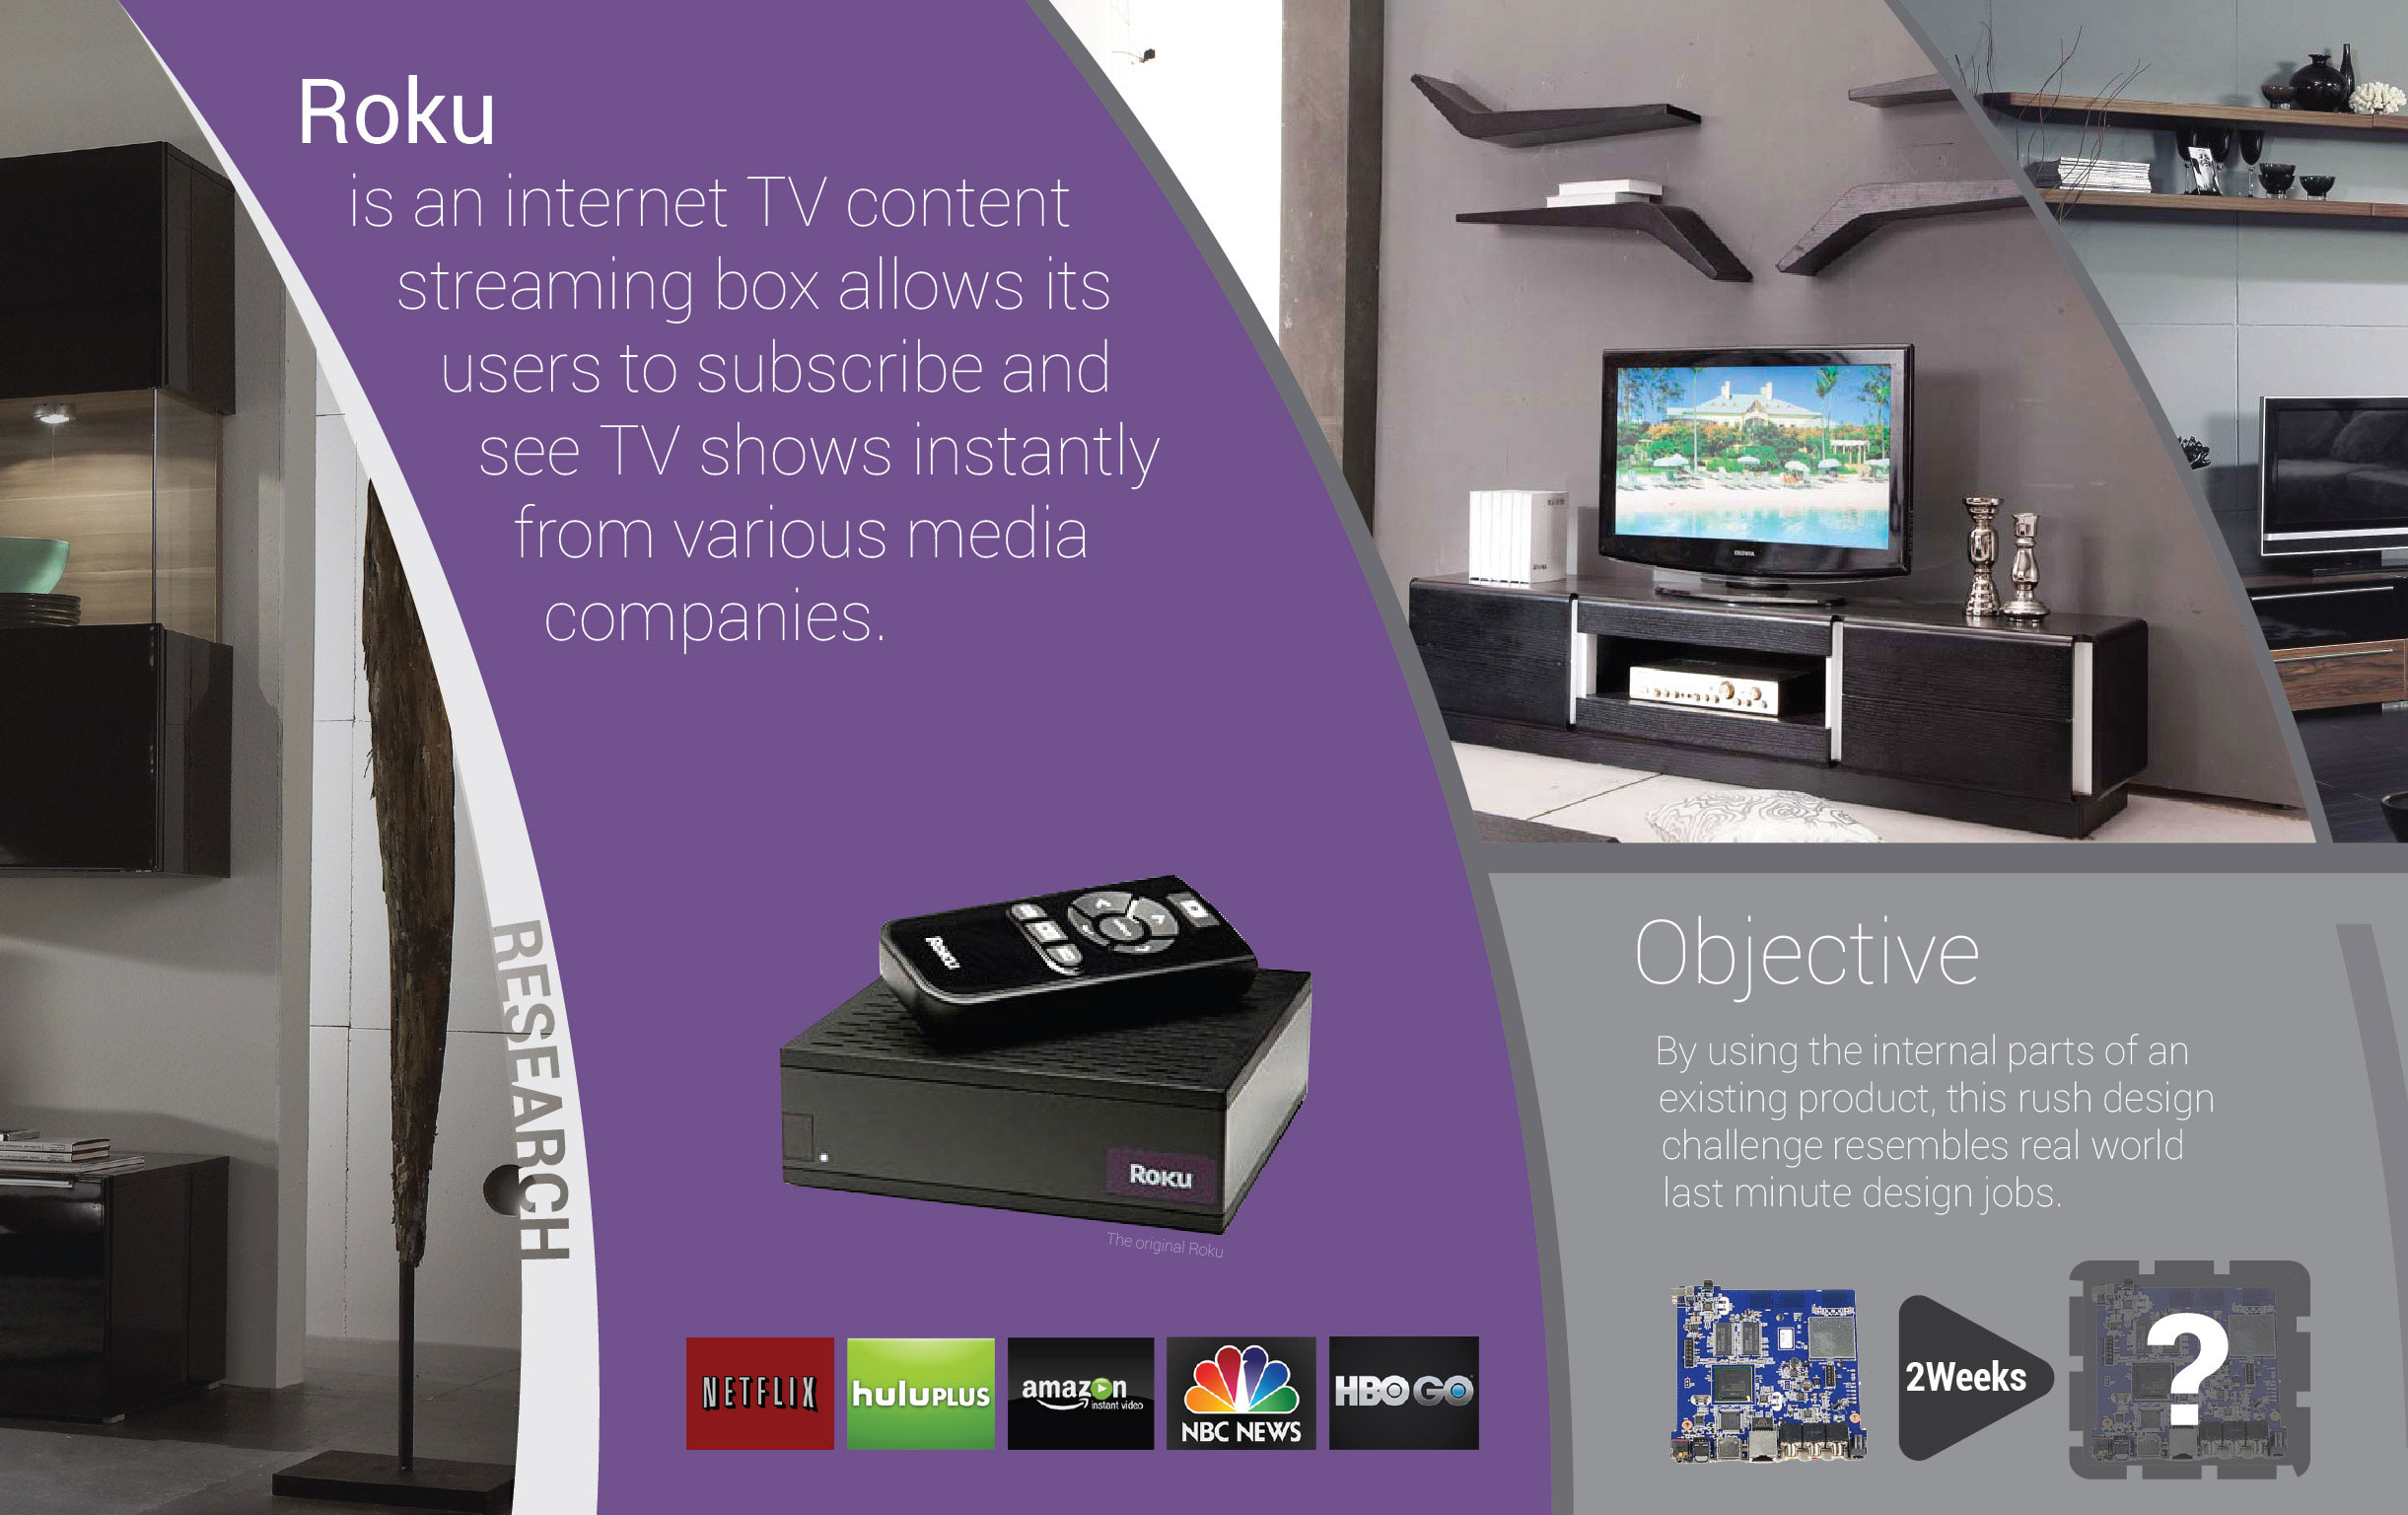 Roku
is an internet TV content
streaming box allows its
users to subscribe and
see TV shows instantly
from various media
companies.
RESEARCH
Roku
Roku
The original Roku
NETFLIX
huluPLUS
amazon
instant video
NBC NEWS
HBO GO
Objective
By using the internal parts of an
existing product, this rush design
challenge resembles real world
last minute design jobs.
2Weeks
?